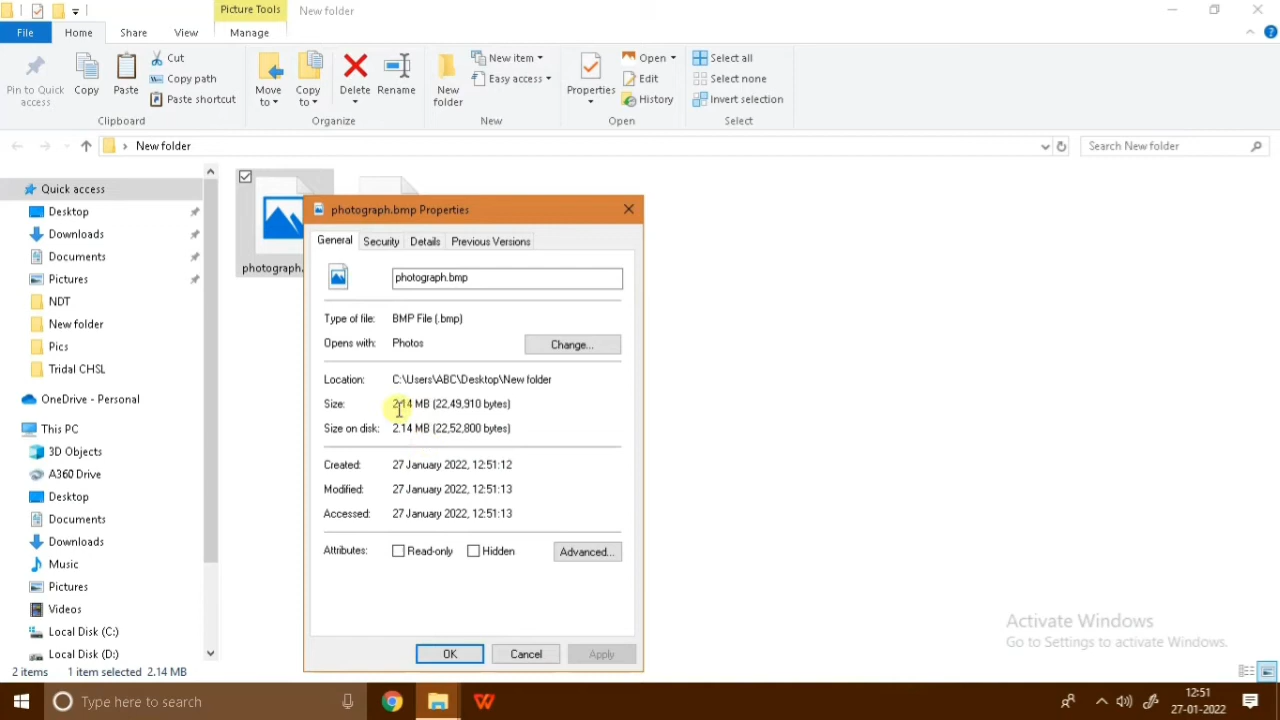 Picture Tools
New folder
File
Home
Share
View
Manage
Pin to Quick access
Copy
Paste
Cut
Copy path
Paste shortcut
Clipboard
Move to
Copy to
Delete
Rename
Organize
New folder
New item
Easy access
New
Properties
Open
Edit
History
Open
Select all
Select none
Invert selection
Select
New folder
Search New folder
Quick access
Desktop
Downloads
Documents
Pictures
NDT
New folder
Pics
Tridal CHSL
OneDrive - Personal
This PC
3D Objects
A360 Drive
Desktop
Documents
Downloads
Music
Pictures
Videos
Local Disk (C:)
Local Disk (D:)
photograph.
photograph.bmp Properties
General
Security
Details
Previous Versions
photograph.bmp
Type of file: BMP File (.bmp)
Opens with: Photos
Change...
Location: C:\Users\ABC\Desktop\New folder
Size: 2.14 MB (22,49,910 bytes)
Size on disk: 2.14 MB (22,52,800 bytes)
Created: 27 January 2022, 12:51:12
Modified: 27 January 2022, 12:51:13
Accessed: 27 January 2022, 12:51:13
Attributes: Read-only Hidden
Advanced...
OK
Cancel
Apply
Activate Windows
Go to Settings to activate Windows.
2 items 1 item selected 2.14 MB
Type here to search
12:51
27-01-2022